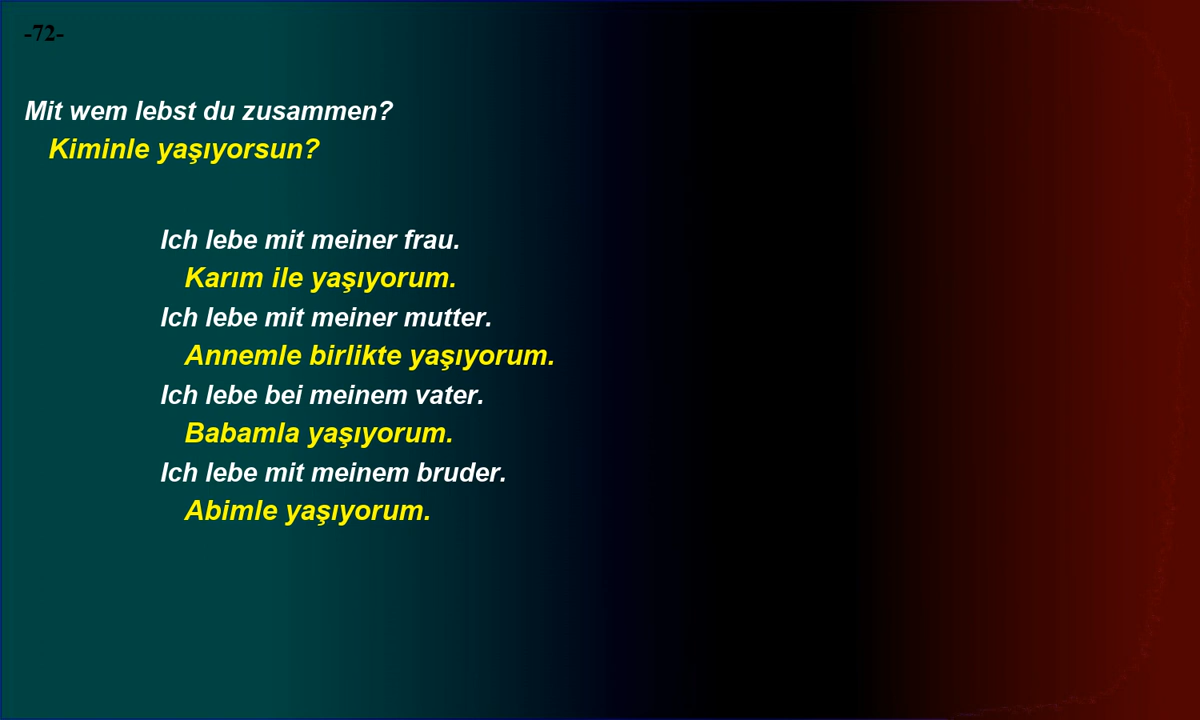 -72-
Mit wem lebst du zusammen?
Kiminle yaşıyorsun?
Ich lebe mit meiner frau.
Karım ile yaşıyorum.
Ich lebe mit meiner mutter.
Annemle birlikte yaşıyorum.
Ich lebe bei meinem vater.
Babamla yaşıyorum.
Ich lebe mit meinem bruder.
Abimle yaşıyorum.